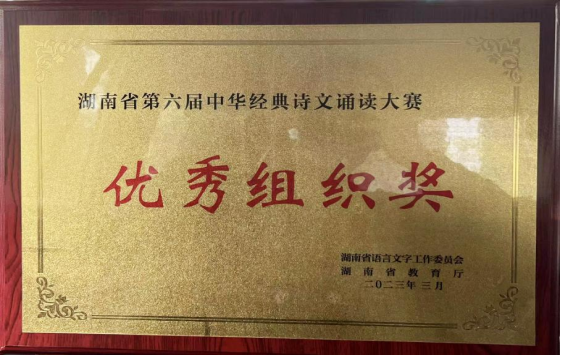 湖南省第六届中华经典诗文诵读大赛
优秀组织奖
湖南省语言文字工作委员会
湖南省教育厅
二〇二三年三月